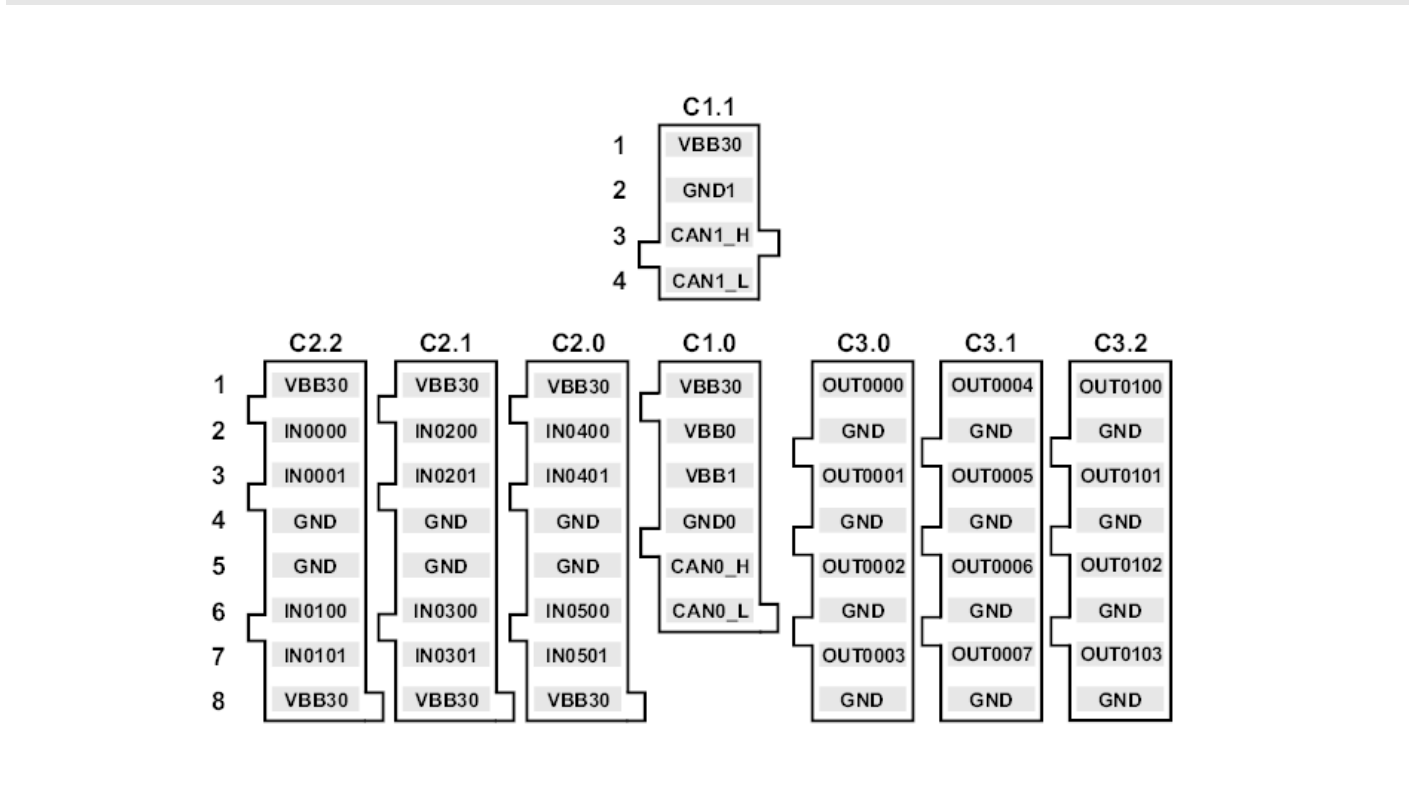 C1.1
1 VBB30
2 GND1
3 CAN1_H
4 CAN1_L
C2.2 C2.1 C2.0 C1.0 C3.0 C3.1 C3.2
1 VBB30 VBB30 VBB30 VBB30 OUT0000 OUT0004 OUT0100
2 IN0000 IN0200 IN0400 VBB0 GND GND GND
3 IN0001 IN0201 IN0401 VBB1 OUT0001 OUT0005 OUT0101
4 GND GND GND GND0 GND GND GND
5 GND GND GND CAN0_H OUT0002 OUT0006 OUT0102
6 IN0100 IN0300 IN0500 CAN0_L GND GND GND
7 IN0101 IN0301 IN0501 OUT0003 OUT0007 OUT0103
8 VBB30 VBB30 VBB30 GND GND GND